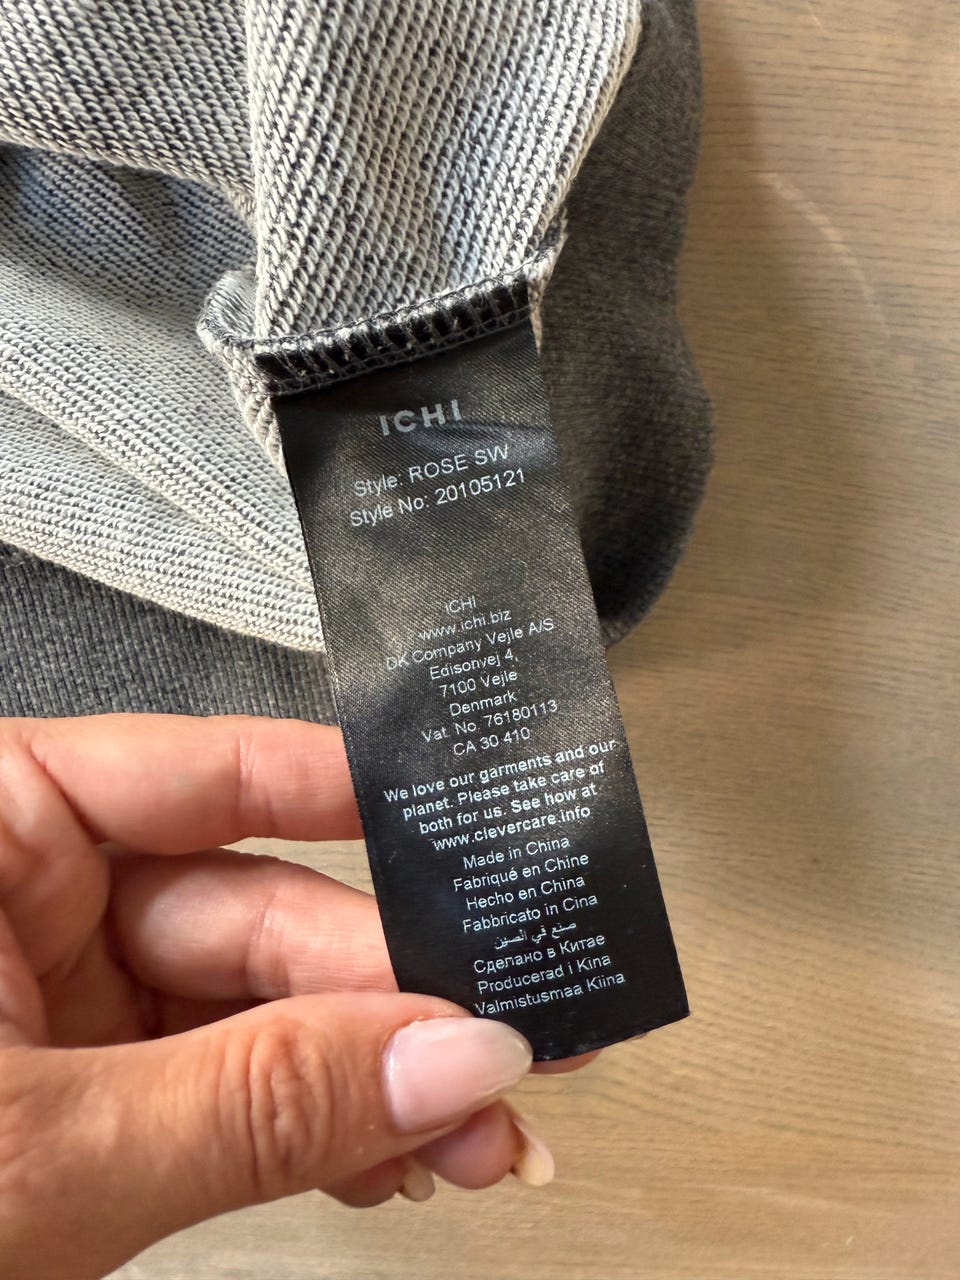 ICHI
Style: ROSE SW
Style No: 20105121
ICHI
www.ichi.biz
DK Company Vejle A/S
Edisonvej 4,
7100 Vejle
Denmark
Vat. No. 76180113
CA 30 410
We love our garments and our
planet. Please take care of
both for us. See how at
www.clevercare.info
Made in China
Fabriqué en Chine
Hecho en China
Fabbricato in Cina
صنع في الصين
Сделано в Китае
Producerad i Kina
Valmistusmaa Kiina